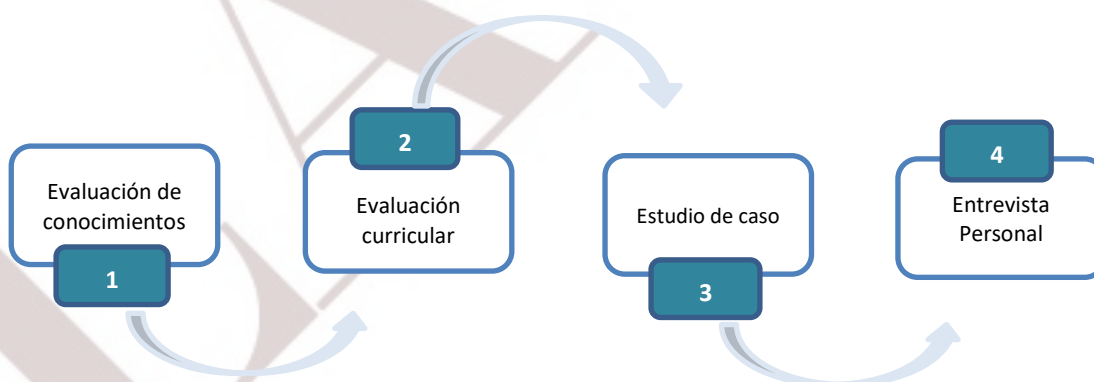 Evaluación de
conocimientos
1
2
Evaluación
curricular
Estudio de caso
3
4
Entrevista
Personal